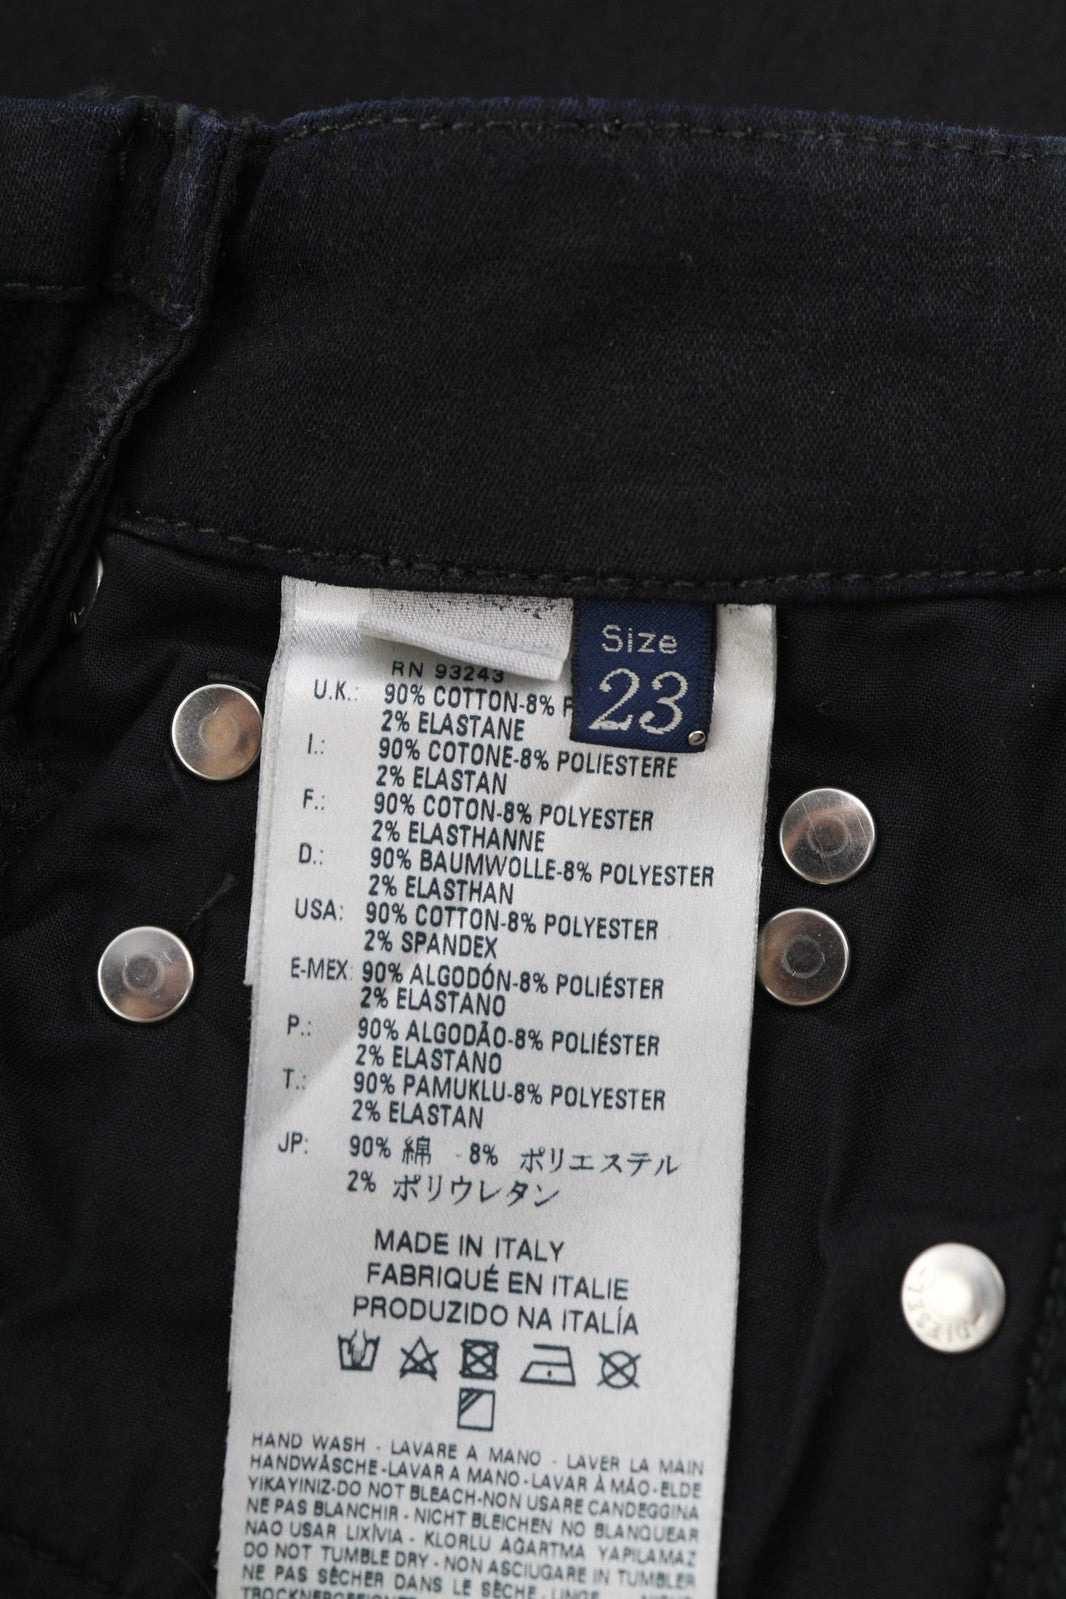 Size
23
RN 93243
U.K.: 90% COTTON-8%
2% ELASTANE
I.: 90% COTONE-8% POLIESTERE
2% ELASTAN
F.: 90% COTON-8% POLYESTER
2% ELASTHANNE
D.: 90% BAUMWOLLE-8% POLYESTER
2% ELASTHAN
USA: 90% COTTON-8% POLYESTER
2% SPANDEX
E-MEX: 90% ALGODÓN-8% POLIÉSTER
2% ELASTANO
P.: 90% ALGODÃO-8% POLIÉSTER
2% ELASTANO
T.: 90% PAMUKLU-8% POLYESTER
2% ELASTAN
JP: 90% 綿 - 8% ポリエステル
2% ポリウレタン
MADE IN ITALY
FABRIQUÉ EN ITALIE
PRODUZIDO NA ITALÍA
HAND WASH - LAVARE A MANO - LAVER LA MAIN
HANDWÄSCHE-LAVAR A MANO-LAVAR À MÃO-ELDE
YIKAYINIZ-DO NOT BLEACH-NON USARE CANDEGGINA
NE PAS BLANCHIR - NICHT BLEICHEN NO BLANQUEAR
NAO USAR LIXÍVIA - KLORLU AĞARTMA YAPILAMAZ
DO NOT TUMBLE DRY - NON ASCIUGARE IN TUMBLER
NE PAS SÉCHER DANS LE SÈCHE-LINGE
DIESEL